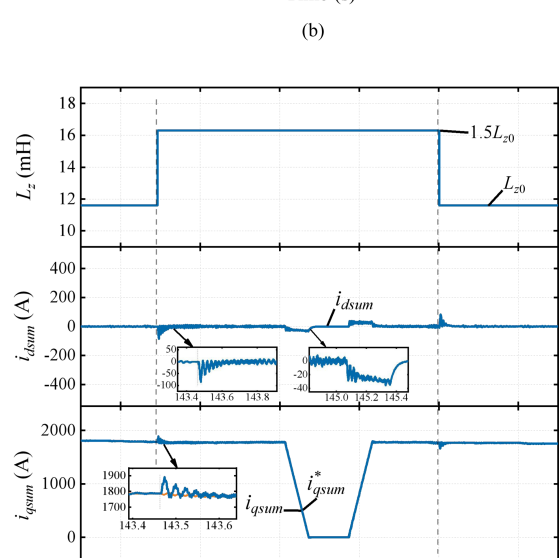 (b)
18
16
14
12
10
L_z (mH)
1.5L_z0
L_z0
400
200
0
-200
-400
i_dsum (A)
i_dsum
50
0
-50
-100
143.4 143.6 143.8
0
-20
-40
145.0 145.2 145.4
2000
1000
0
i_qsum (A)
i_qsum
i*_qsum
1900
1800
1700
143.4 143.5 143.6